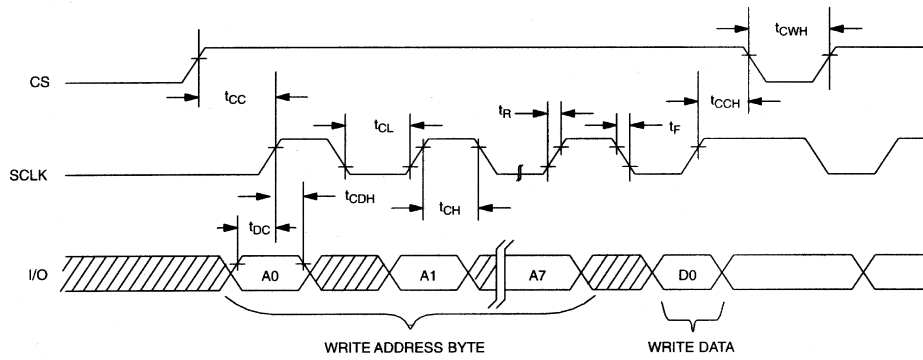 tCWH
CS
tCC
tCCH
tCL
tR
tF
SCLK
tCDH
tCH
tDC
I/O
A0
A1
A7
D0
WRITE ADDRESS BYTE
WRITE DATA